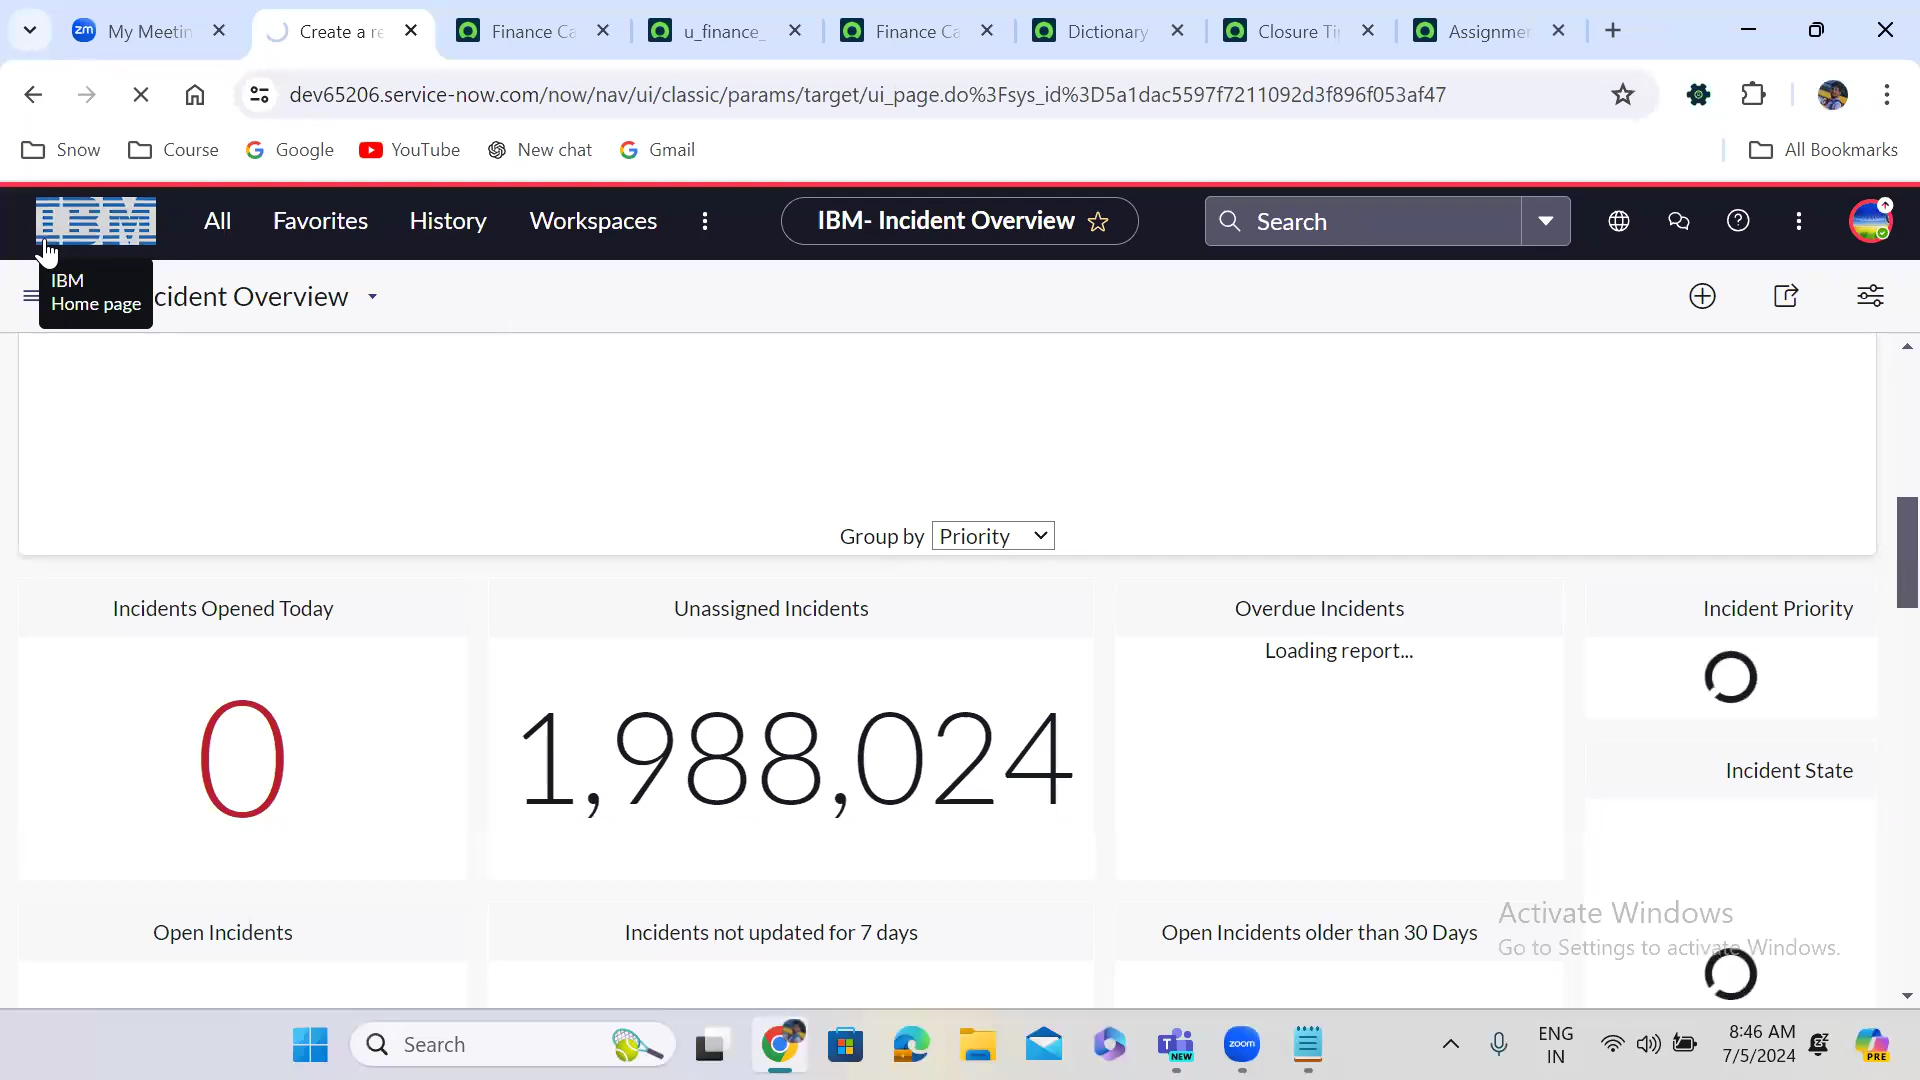 zm My Meetin
Create a re
Finance Ca
u_finance_
Finance Ca
Dictionary
Closure Ti
Assignmen
dev65206.service-now.com/now/nav/ui/classic/params/target/ui_page.do%3Fsys_id%3D5a1dac5597f7211092d3f896f053af47
Snow Course Google YouTube New chat Gmail All Bookmarks
IBM All Favorites History Workspaces IBM- Incident Overview Search
IBM
Home page
cident Overview
Group by Priority
Incidents Opened Today Unassigned Incidents Overdue Incidents Incident Priority
Loading report...
0 1,988,024
Incident State
Open Incidents Incidents not updated for 7 days Open Incidents older than 30 Days
Activate Windows
Go to Settings to activate Windows.
Search
NEW
zoom
ENG
IN
8:46 AM
7/5/2024
PRE